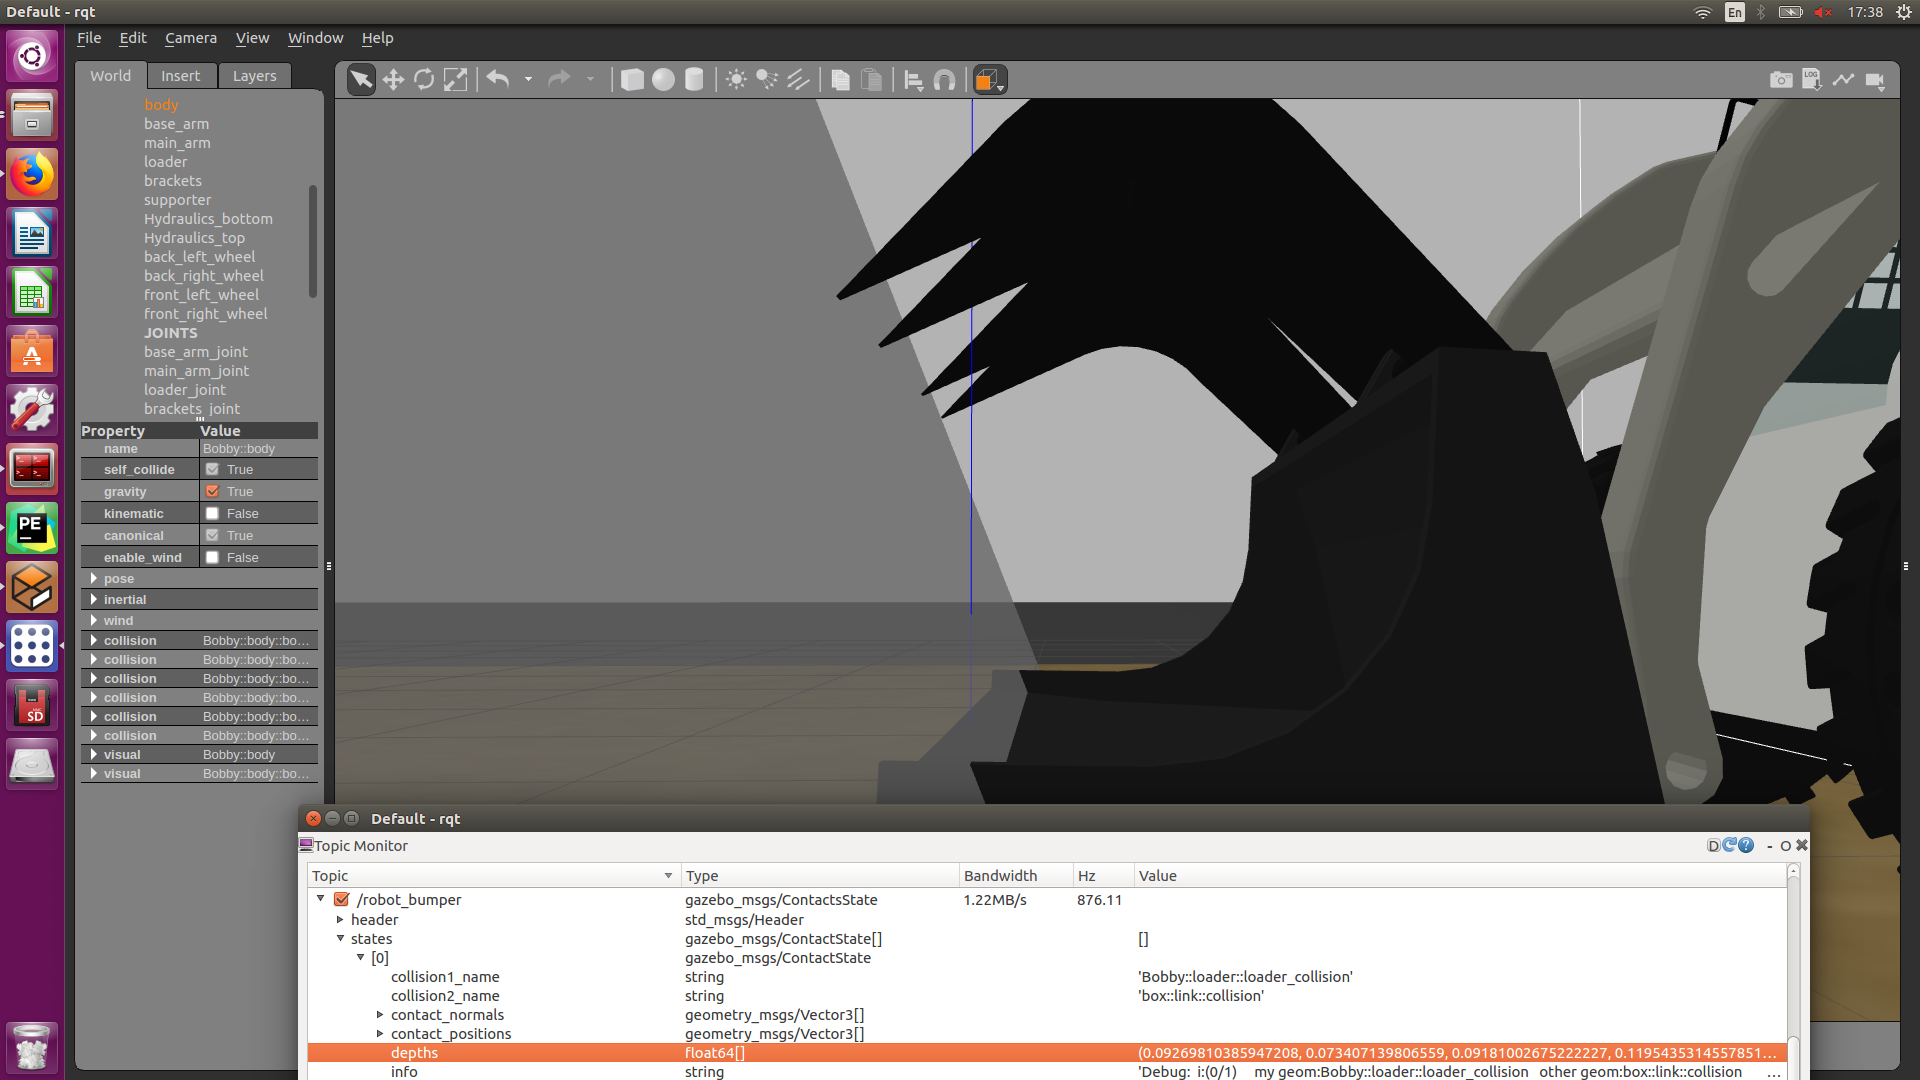 Default - rqt
En
17:38
File Edit Camera View Window Help
World Insert Layers
LOG
body
base_arm
main_arm
loader
brackets
supporter
Hydraulics_bottom
Hydraulics_top
back_left_wheel
back_right_wheel
front_left_wheel
front_right_wheel
JOINTS
base_arm_joint
main_arm_joint
loader_joint
brackets_joint
Property Value
name Bobby::body
self_collide True
gravity True
kinematic False
canonical True
enable_wind False
pose
inertial
wind
collision Bobby::body::bo...
collision Bobby::body::bo...
collision Bobby::body::bo...
collision Bobby::body::bo...
collision Bobby::body::bo...
collision Bobby::body::bo...
visual Bobby::body
visual Bobby::body::bo...
PE
SD
Default - rqt
Topic Monitor
D ? - O
Topic Type Bandwidth Hz Value
/robot_bumper gazebo_msgs/ContactsState 1.22MB/s 876.11
header std_msgs/Header
states gazebo_msgs/ContactState[] []
[0] gazebo_msgs/ContactState
collision1_name string 'Bobby::loader::loader_collision'
collision2_name string 'box::link::collision'
contact_normals geometry_msgs/Vector3[]
contact_positions geometry_msgs/Vector3[]
depths float64[] (0.09269810385947208, 0.073407139806559, 0.09181002675222227, 0.1195435314557851...
info string 'Debug: i:(0/1) my geom:Bobby::loader::loader_collision other geom:box::link::collision ...